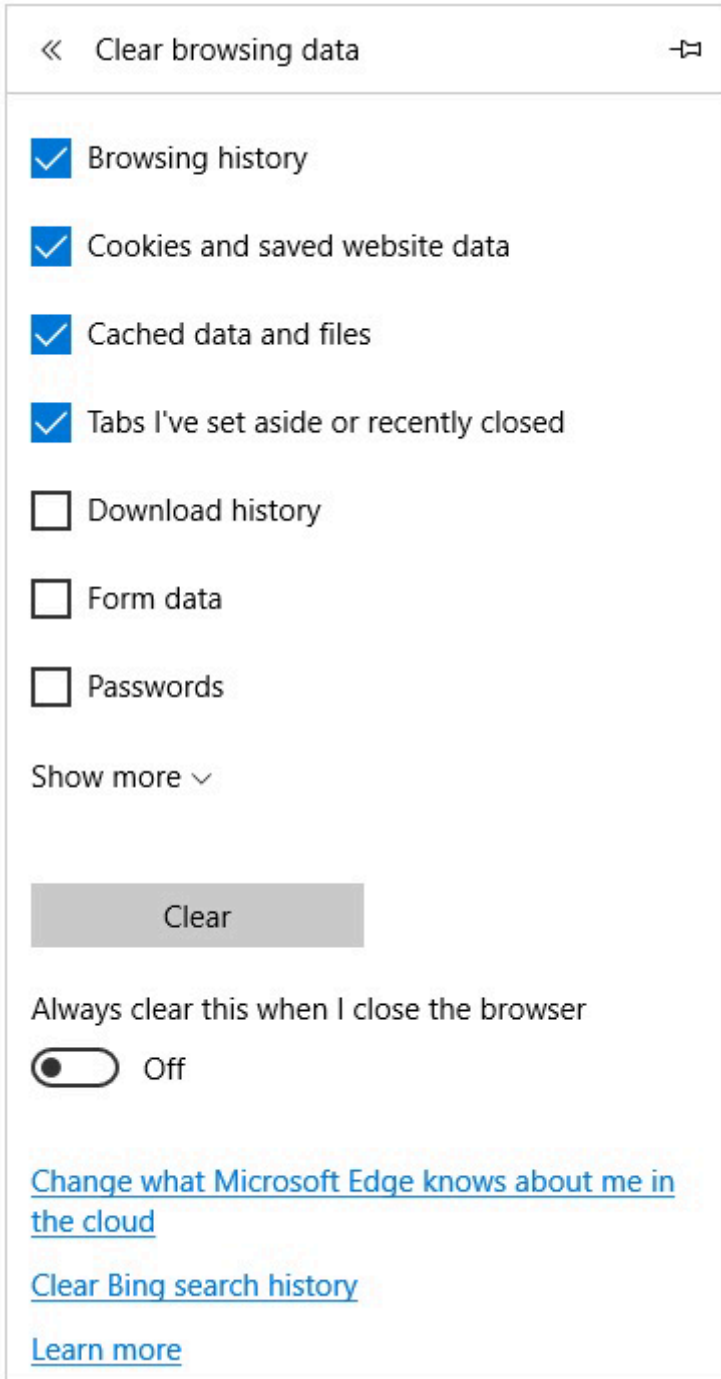 Clear browsing data
Browsing history
Cookies and saved website data
Cached data and files
Tabs I've set aside or recently closed
Download history
Form data
Passwords
Show more
Clear
Always clear this when I close the browser
Off
Change what Microsoft Edge knows about me in
the cloud
Clear Bing search history
Learn more